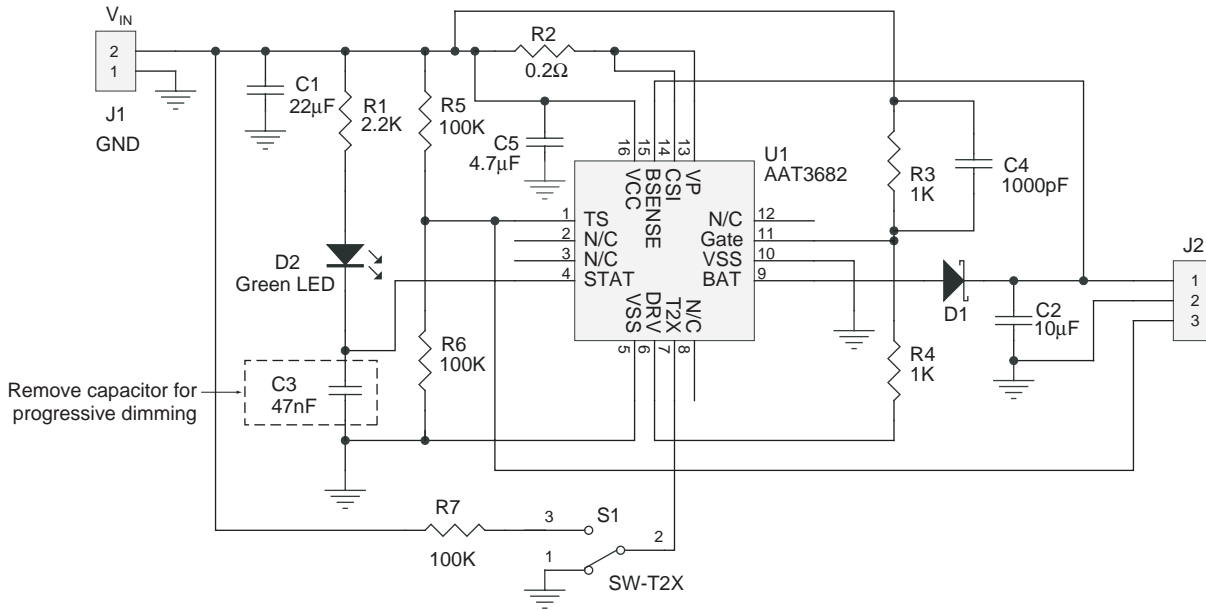 V_IN
2
1
J1
GND
C1
22μF
R1
2.2K
R5
100K
R2
0.2Ω
C5
4.7μF
16
15
14
13
VCC
BSENSE
CSI
VP
U1
AAT3682
R3
1K
C4
1000pF
1
TS
2
N/C
3
N/C
4
STAT
N/C
12
Gate
11
VSS
10
BAT
9
VSS
DRV
T2X
N/C
5
6
7
8
D2
Green LED
R6
100K
D1
C2
10μF
R4
1K
J2
1
2
3
Remove capacitor for
progressive dimming
C3
47nF
R7
100K
3
S1
2
1
SW-T2X